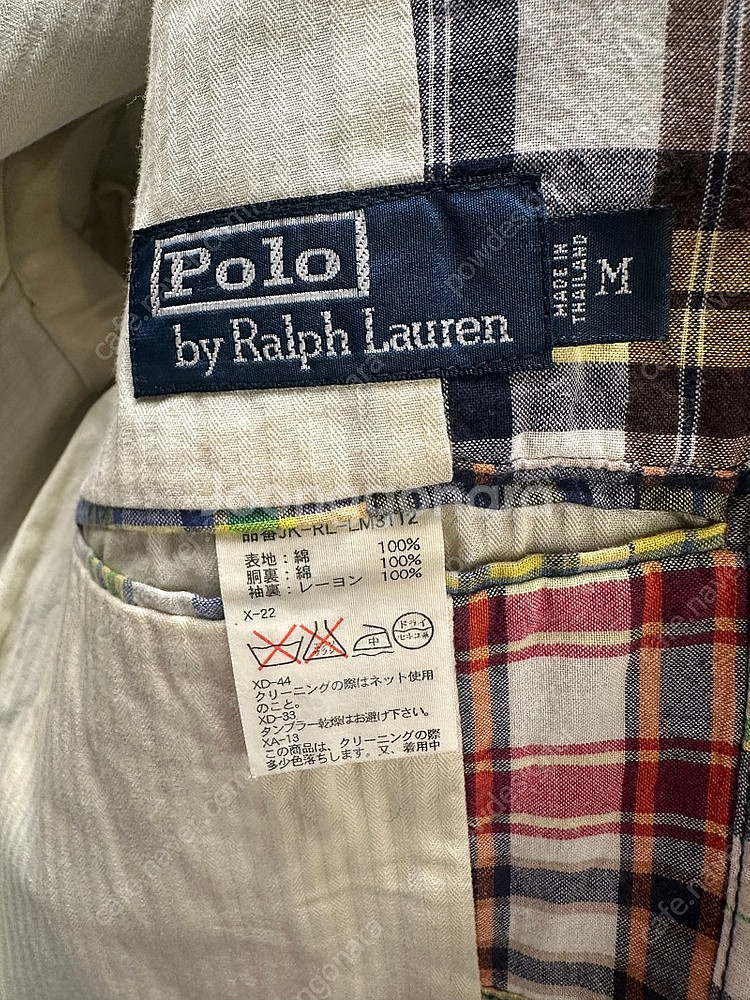 Polo
by Ralph Lauren
MADE IN
THAILAND
M
品番JK-RL-LM3112
表地：綿 100%
胴裏：綿 100%
袖裏：レーヨン 100%
X-22
中
ドライ
セキユ系
XD-44
クリーニングの際はネット使用
のこと。
XD-33
タンブラー乾燥はお避け下さい。
XA-13
この商品は、クリーニングの際
多少色落ちします。又、着用中